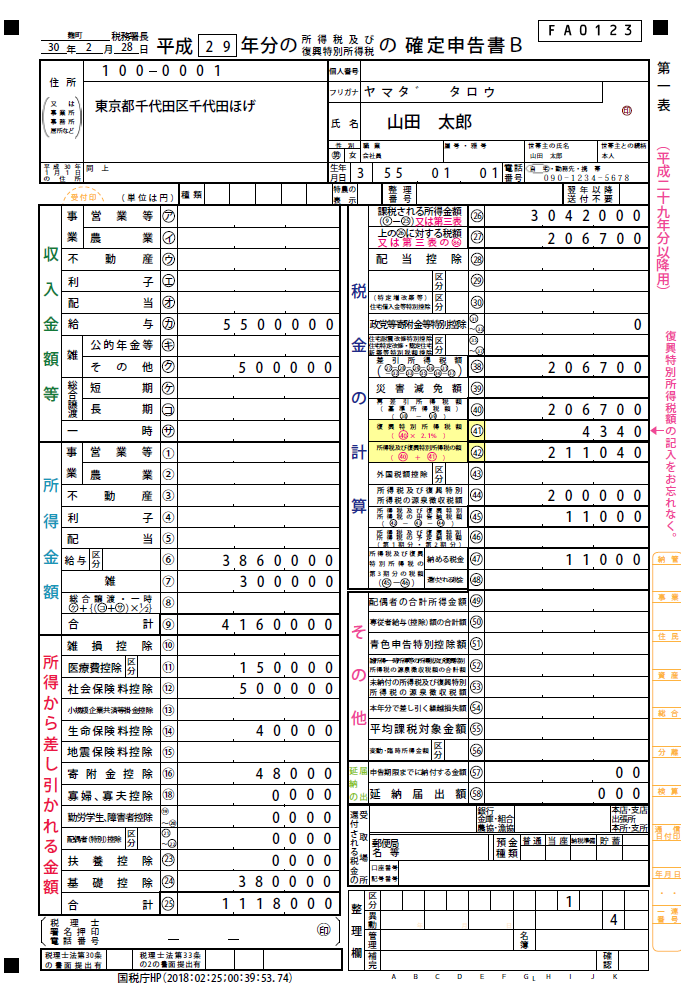 麹町 税務署長
30 年 2 月 28 日 平成 29 年分の 所得税及び復興特別所得税 の 確定申告書B
FA0123
住所
(又は事業所事務所居所など)
100-0001
東京都千代田区千代田ほげ
個人番号
フリガナ ヤマダ タロウ
氏名 山田 太郎 ㊞
性別 男 女
職業 会社員
屋号・雅号
世帯主の氏名 山田 太郎
世帯主との続柄 本人
平成30年1月1日の住所 同上
生年月日 3 55 01 01
電話番号 自宅・勤務先・携帯
090-1234-5678
受付印 (単位は円) 種類 特農の表示 整理番号 翌年以降送付不要
第一表
(平成二十九年分以降用)
復興特別所得税額の記入をお忘れなく。
収入金額等
事業 営業等 ㋐
農業 ㋑
不動産 ㋒
利子 ㋓
配当 ㋔
給与 ㋕ 5500000
雑 公的年金等 ㋖
その他 ㋗ 500000
総合譲渡 短期 ㋘
長期 ㋙
一時 ㋚
所得金額
事業 営業等 ①
農業 ②
不動産 ③
利子 ④
配当 ⑤
給与 区分 ⑥ 3860000
雑 ⑦ 300000
総合譲渡・一時 ㋘+{(㋙+㋚)×½} ⑧
合計 ⑨ 4160000
所得から差し引かれる金額
雑損控除 ⑩
医療費控除 区分 ⑪ 150000
社会保険料控除 ⑫ 500000
小規模企業共済等掛金控除 ⑬
生命保険料控除 ⑭ 40000
地震保険料控除 ⑮
寄附金控除 ⑯ 48000
寡婦、寡夫控除 ⑱ 0000
勤労学生、障害者控除 ⑲~⑳ 0000
配偶者(特別)控除 区分 ㉑~㉒ 0000
扶養控除 ㉓ 0000
基礎控除 ㉔ 380000
合計 ㉕ 1118000
税理士署名押印電話番号 — — ㊞
税理士法第30条の書面提出有
税理士法第33条の2の書面提出有
税金の計算
課税される所得金額 (⑨-㉕)又は第三表 ㉖ 3042000
上の㉖に対する税額 又は第三表の㊻ ㉗ 206700
配当控除 ㉘
区分 ㉙
(特定増改築等)住宅借入金等特別控除 区分 ㉚
政党等寄附金等特別控除 ㉛~㉝ 0
住宅耐震改修特別控除 住宅特定改修・認定住宅新築等特別税額控除 区分 ㉟~㊲
差引所得税額 ㊳ 206700
災害減免額 ㊴
再差引所得税額(基準所得税額) (㊳-㊴) ㊵ 206700
復興特別所得税額 (㊵×2.1%) ㊶ 4340
所得税及び復興特別所得税の額 (㊵+㊶) ㊷ 211040
外国税額控除 区分 ㊸
所得税及び復興特別所得税の源泉徴収税額 ㊹ 200000
所得税及び復興特別所得税の申告納税額 (㊷-㊸-㊹) ㊺ 11000
所得税及び復興特別所得税の予定納税額(第1期分・第2期分) ㊻
所得税及び復興特別所得税の第3期分の税額 (㊺-㊻)
納める税金 ㊼ 11000
還付される税金 ㊽
その他
配偶者の合計所得金額 ㊾
専従者給与(控除)額の合計額 ㊿
青色申告特別控除額 51
雑所得・一時所得等の所得税及び復興特別所得税の源泉徴収税額の合計額 52
未納付の所得税及び復興特別所得税の源泉徴収税額 53
本年分で差し引く繰越損失額 54
平均課税対象金額 55
変動・臨時所得金額 区分 56
延納の届出
申告期限までに納付する金額 57 00
延納届出額 58 000
還付される税金の受取場所
銀行 金庫・組合 農協・漁協
本店・支店 出張所 本所・支所
郵便局名等
預金種類 普通 当座 納税準備 貯蓄
口座番号 記号番号
整理欄
区分 1
異動 4
管理 名簿
補完 確認
A B C D E F G L H I J K
納管
事業
住民
資産
総合
分離
検算
通信日付印
年月日
・・
一連番号
国税庁HP(2018:02:25;00:39:53.74)